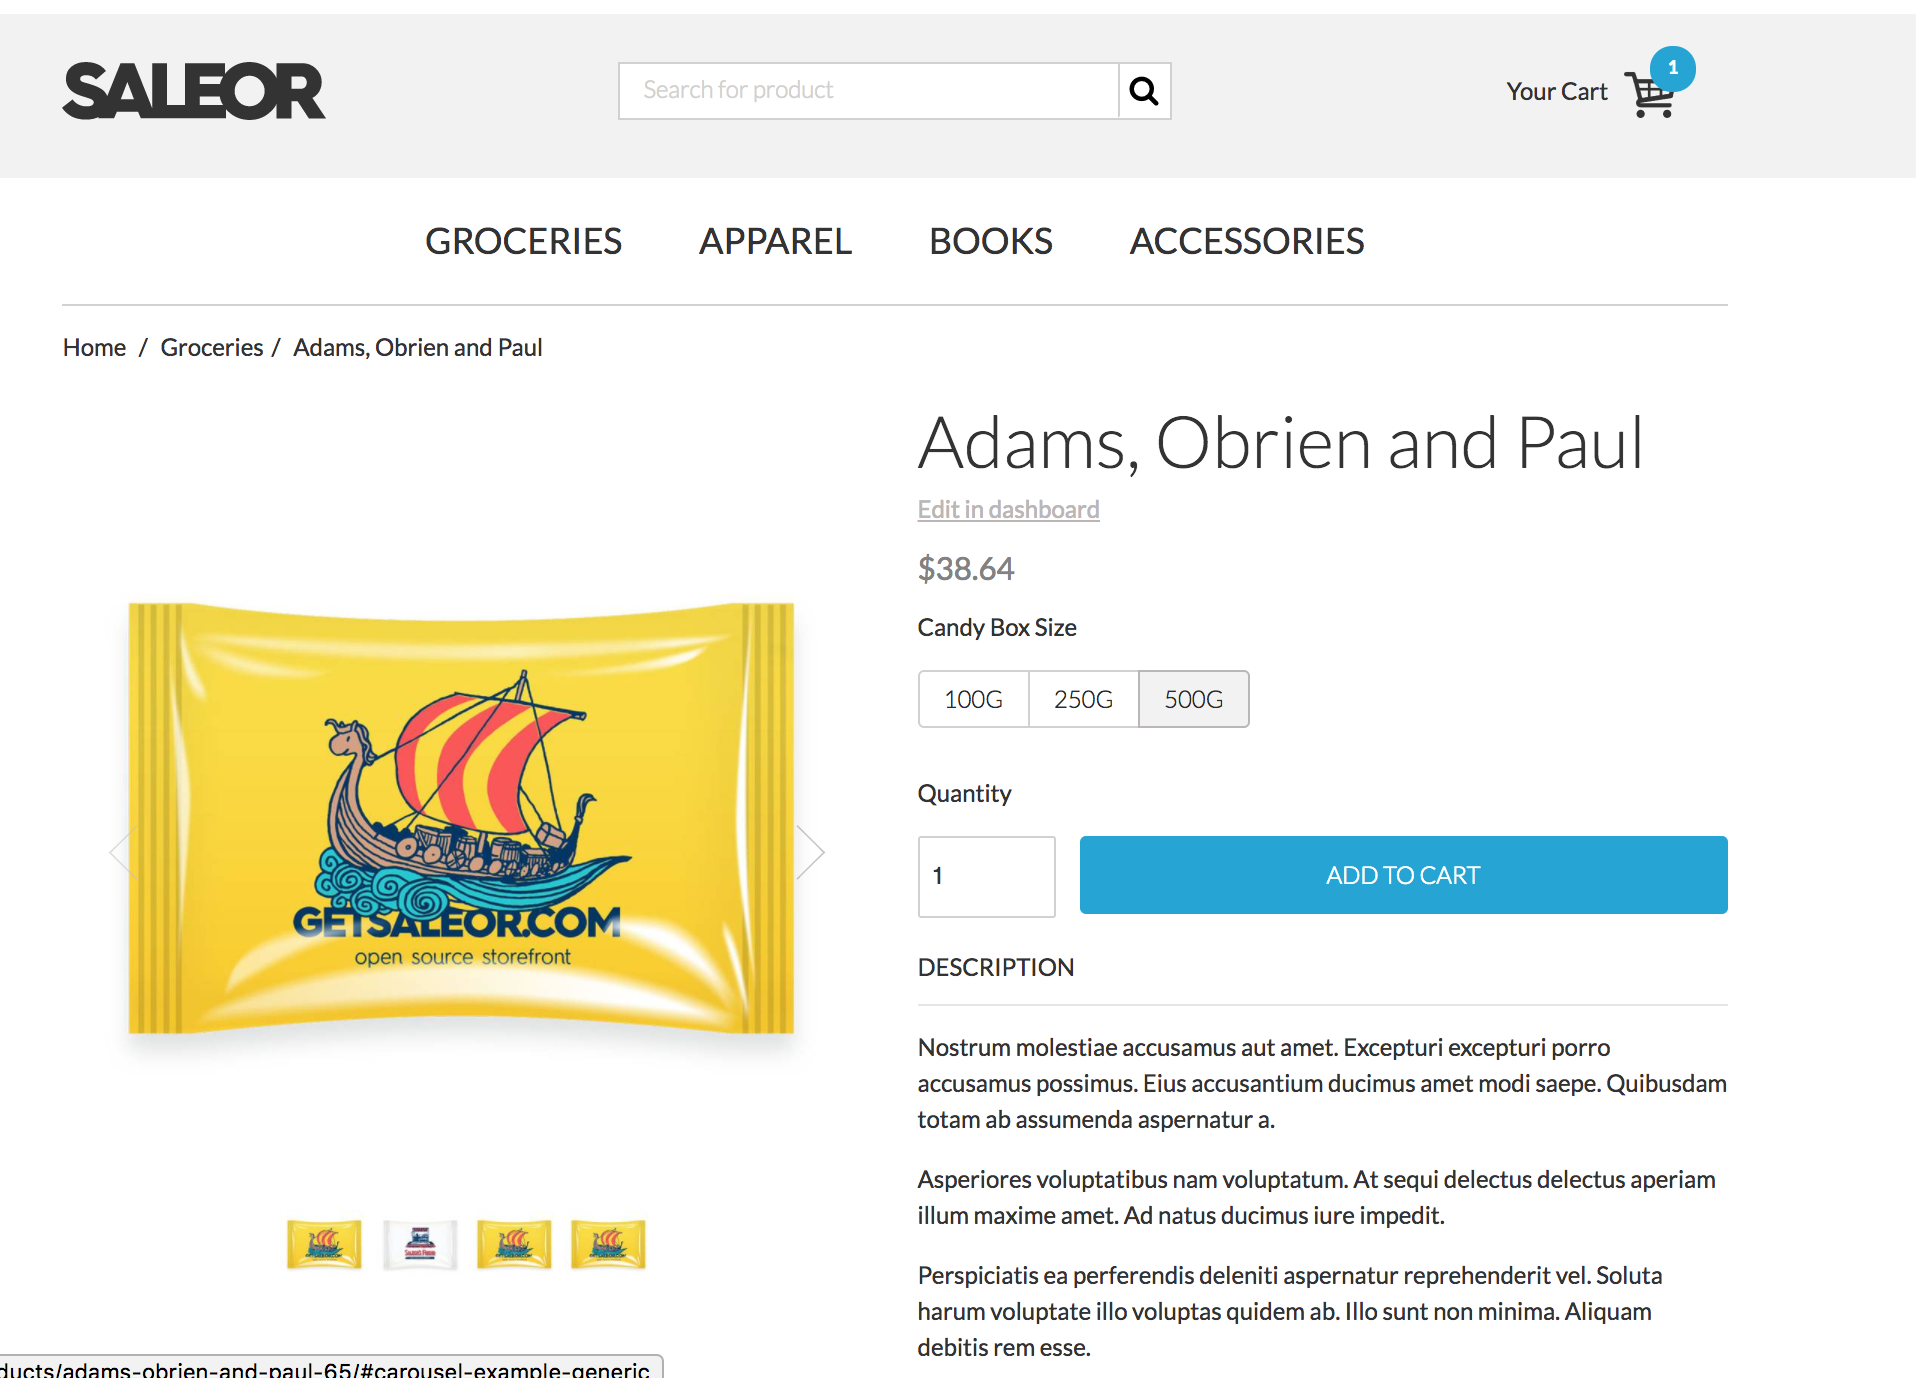 SALEOR
Search for product
Your Cart
1
GROCERIES
APPAREL
BOOKS
ACCESSORIES
Home / Groceries / Adams, Obrien and Paul
Adams, Obrien and Paul
Edit in dashboard
$38.64
Candy Box Size
100G
250G
500G
Quantity
1
ADD TO CART
GETSALEOR.COM
open source storefront
DESCRIPTION
Nostrum molestiae accusamus aut amet. Excepturi excepturi porro
accusamus possimus. Eius accusantium ducimus amet modi saepe. Quibusdam
totam ab assumenda aspernatur a.
Asperiores voluptatibus nam voluptatum. At sequi delectus delectus aperiam
illum maxime amet. Ad natus ducimus iure impedit.
Perspiciatis ea perferendis deleniti aspernatur reprehenderit vel. Soluta
harum voluptate illo voluptas quidem ab. Illo sunt non minima. Aliquam
debitis rem esse.
ducts/adams-obrien-and-paul-65/#carousel-example-generic